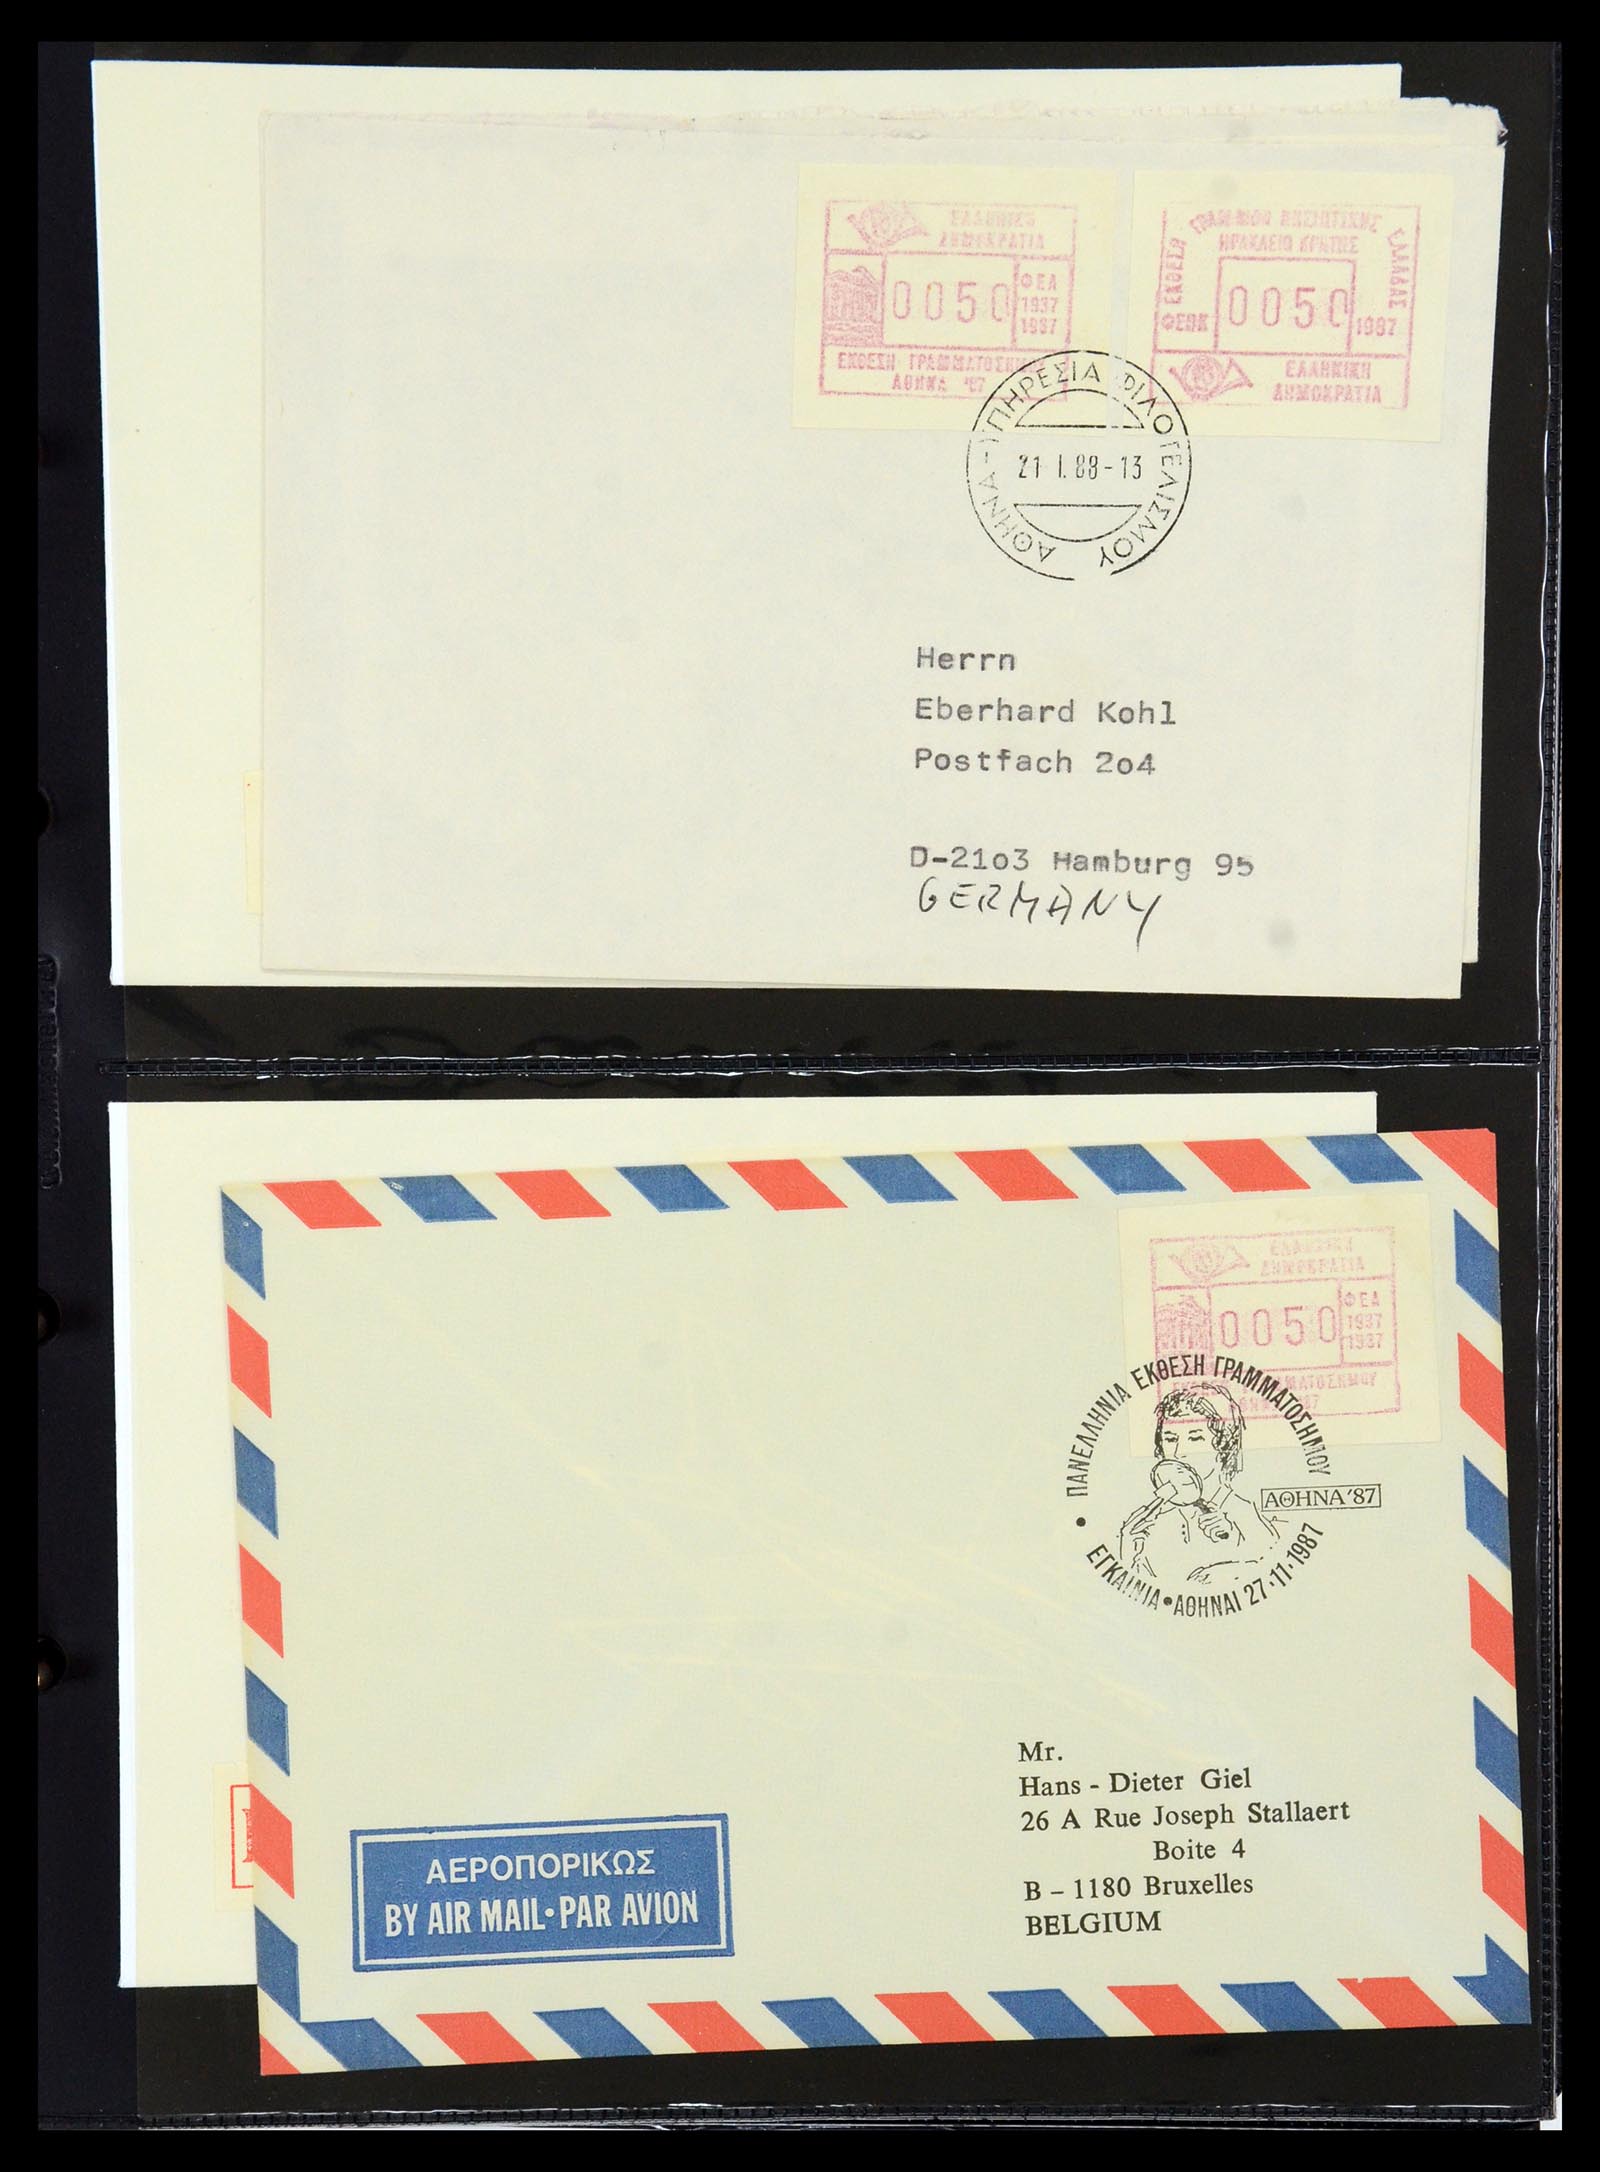 ΕΛΛΗΝΙΚΗ
ΔΗΜΟΚΡΑΤΙΑ
0050
ΦΕΑ
1937
1987
ΕΚΘΕΣΗ ΓΡΑΜΜΑΤΟΣΗΜΟΥ
ΑΘΗΝΑ '87
ΕΚΘΕΣΗ
ΕΛΛΑΔΑΣ
ΗΡΑΚΛΕΙΟ ΚΡΗΤΗΣ
0050
1987
ΕΛΛΗΝΙΚΗ
ΔΗΜΟΚΡΑΤΙΑ
ΑΘΗΝΑ-ΥΠΗΡΕΣΙΑ ΦΙΛΟΤΕΛΙΣΜΟΥ
21 I. 88-13
Herrn
Eberhard Kohl
Postfach 2o4
D-21o3 Hamburg 95
GERMANY
ΕΛΛΗΝΙΚΗ
ΔΗΜΟΚΡΑΤΙΑ
0050
ΦΕΑ
1937
1987
ΕΚΘΕΣΗ ΓΡΑΜΜΑΤΟΣΗΜΟΥ
ΠΑΝΕΛΛΗΝΙΑ ΕΚΘΕΣΗ ΓΡΑΜΜΑΤΟΣΗΜΟΥ
ΑΘΗΝΑ'87
ΕΓΚΑΙΝΙΑ•ΑΘΗΝΑΙ 27·11·1987
Mr.
Hans - Dieter Giel
26 A Rue Joseph Stallaert
Boite 4
B – 1180 Bruxelles
BELGIUM
ΑΕΡΟΠΟΡΙΚΩΣ
BY AIR MAIL•PAR AVION